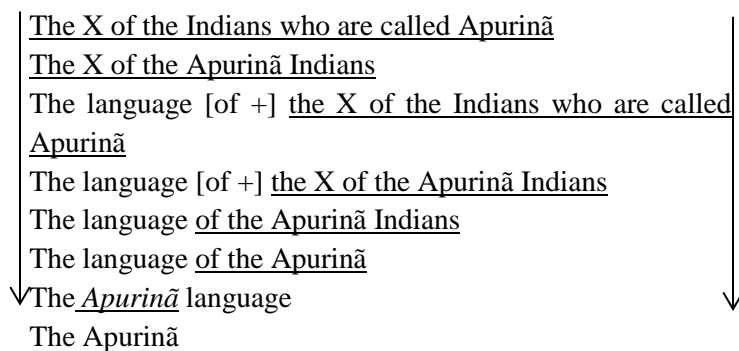 The X of the Indians who are called Apurinã
The X of the Apurinã Indians
The language [of +] the X of the Indians who are called
Apurinã
The language [of +] the X of the Apurinã Indians
The language of the Apurinã Indians
The language of the Apurinã
The Apurinã language
The Apurinã